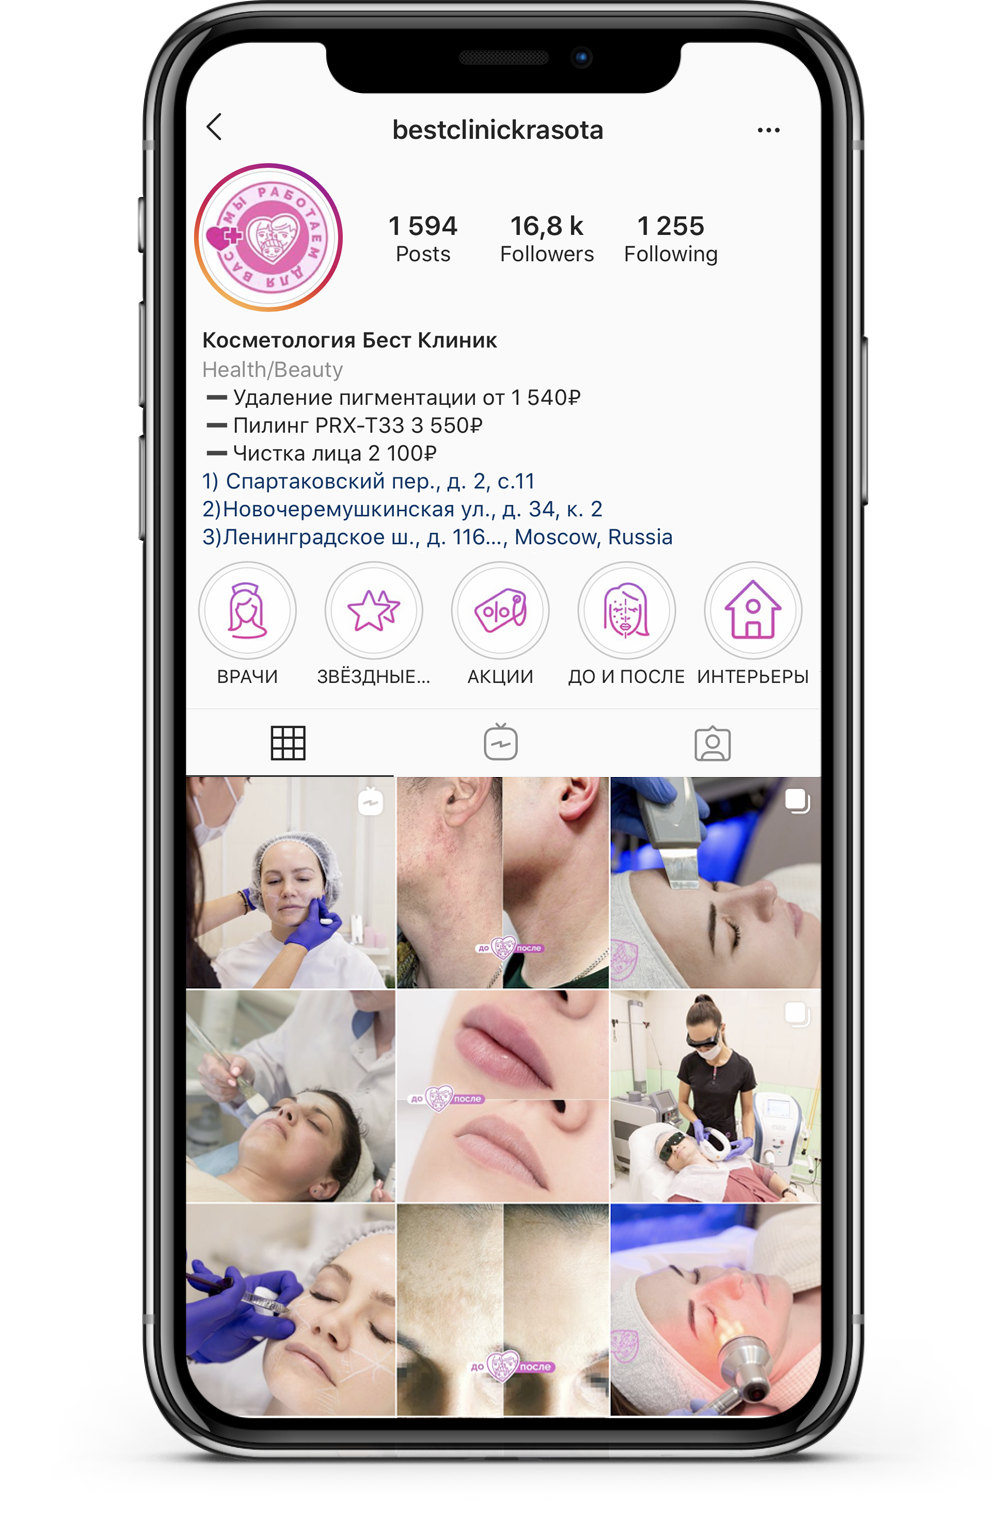 bestclinickrasota
...
МЫ РАБОТАЕМ ДЛЯ ВАС
1 594 16,8 k 1 255
Posts Followers Following
Косметология Бест Клиник
Health/Beauty
— Удаление пигментации от 1 540₽
— Пилинг PRX-T33 3 550₽
— Чистка лица 2 100₽
1) Спартаковский пер., д. 2, с.11
2)Новочеремушкинская ул., д. 34, к. 2
3)Ленинградское ш., д. 116..., Moscow, Russia
ВРАЧИ ЗВЁЗДНЫЕ... АКЦИИ ДО И ПОСЛЕ ИНТЕРЬЕРЫ
до после
до после
до после